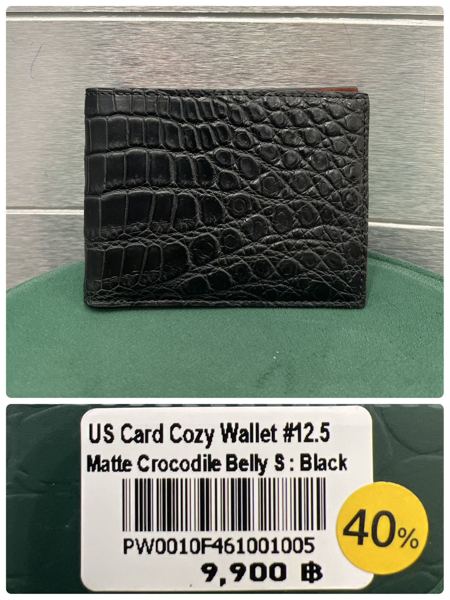 US Card Cozy Wallet #12.5
Matte Crocodile Belly S : Black
PW0010F461001005
9,900 ฿
40%